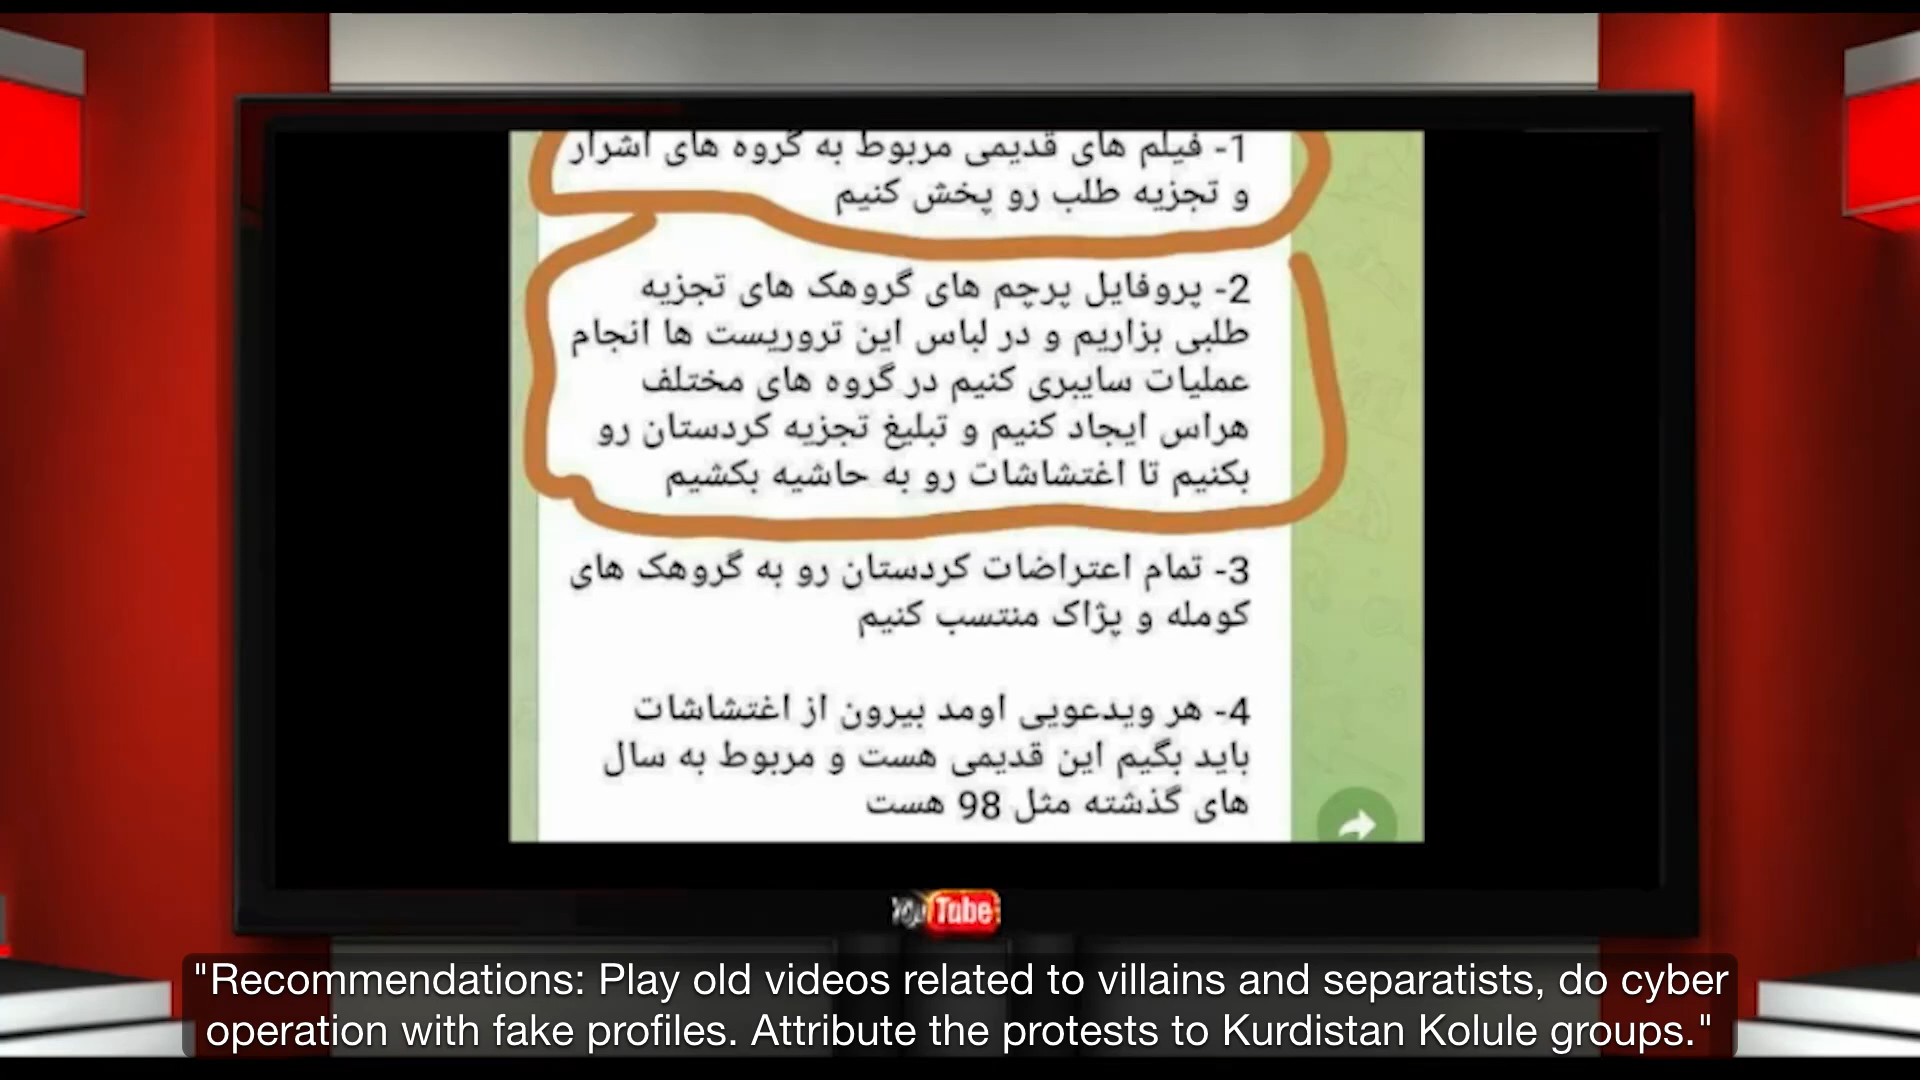 1- فیلم های قدیمی مربوط به گروه های اشرار
و تجزیه طلب رو پخش کنیم
2- پروفایل پرچم های گروهک های تجزیه
طلبی بزاریم و در لباس این تروریست ها انجام
عملیات سایبری کنیم در گروه های مختلف
هراس ایجاد کنیم و تبلیغ تجزیه کردستان رو
بکنیم تا اغتشاشات رو به حاشیه بکشیم
3- تمام اعتراضات کردستان رو به گروهک های
کومله و پژاک منتسب کنیم
4- هر ویدعویی اومد بیرون از اغتشاشات
باید بگیم این قدیمی هست و مربوط به سال
های گذشته مثل 98 هست
YouTube
"Recommendations: Play old videos related to villains and separatists, do cyber
operation with fake profiles. Attribute the protests to Kurdistan Kolule groups."